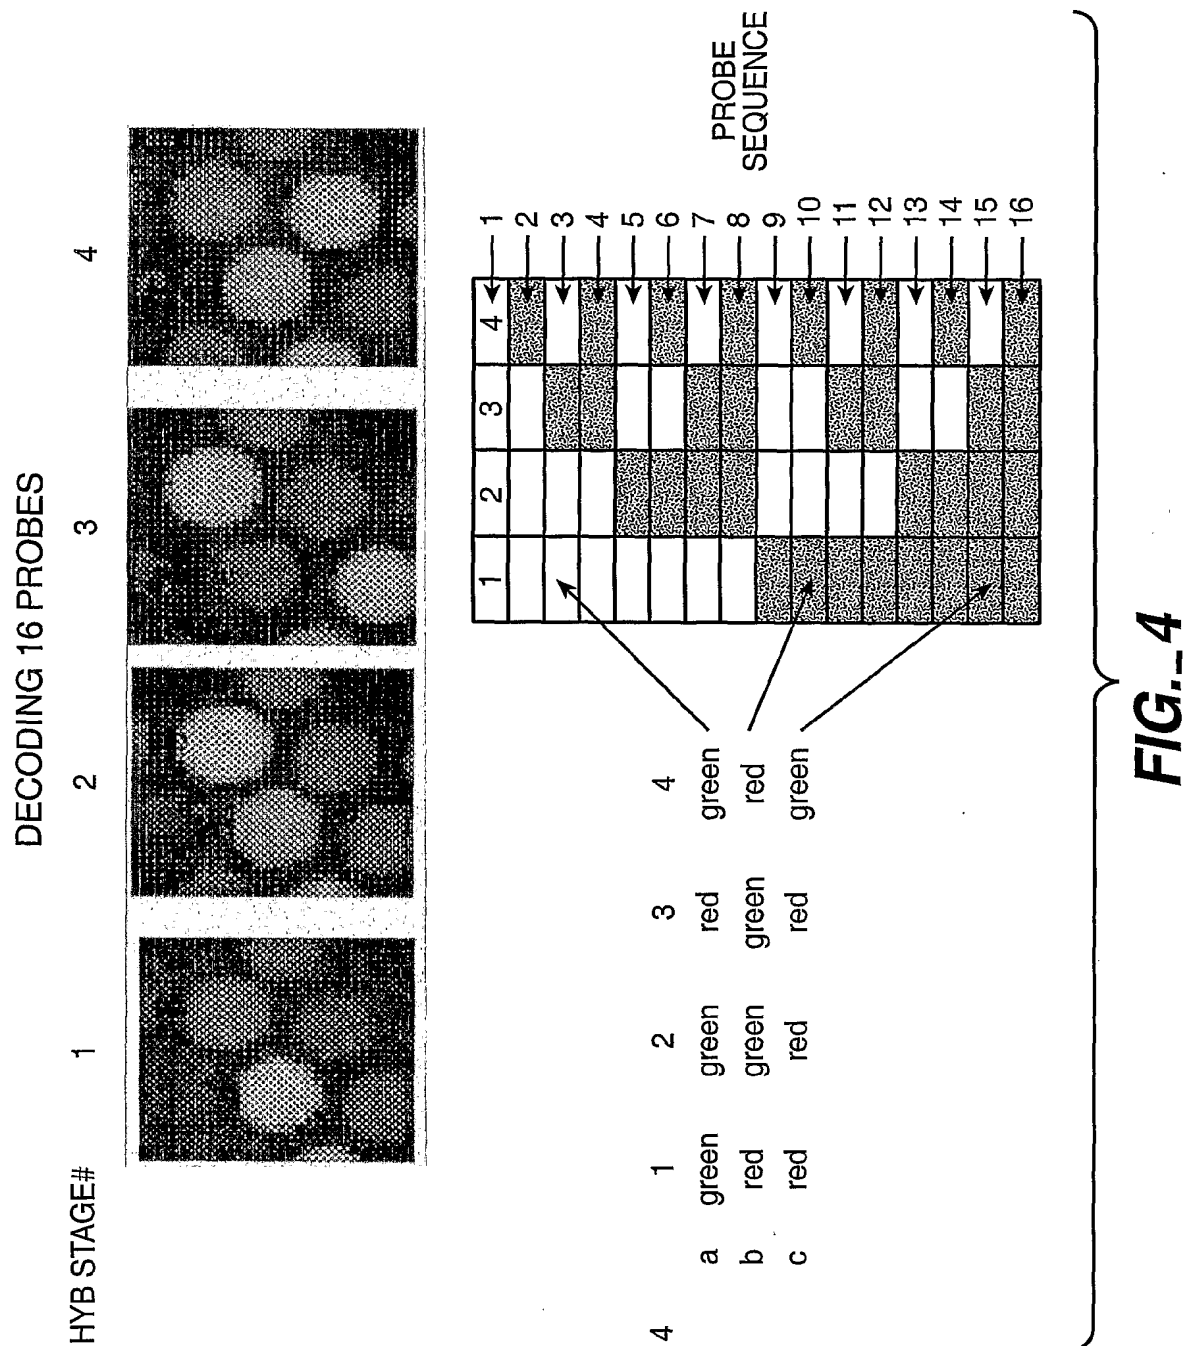 DECODING 16 PROBES
HYB STAGE# 1 2 3 4
4
1 2 3 4
a green green red green
b red green green red
c red red red green
1 2 3 4
1
2
3
4
5
6
7
8
9
10
11
12
13
14
15
16
PROBE
SEQUENCE
FIG._4